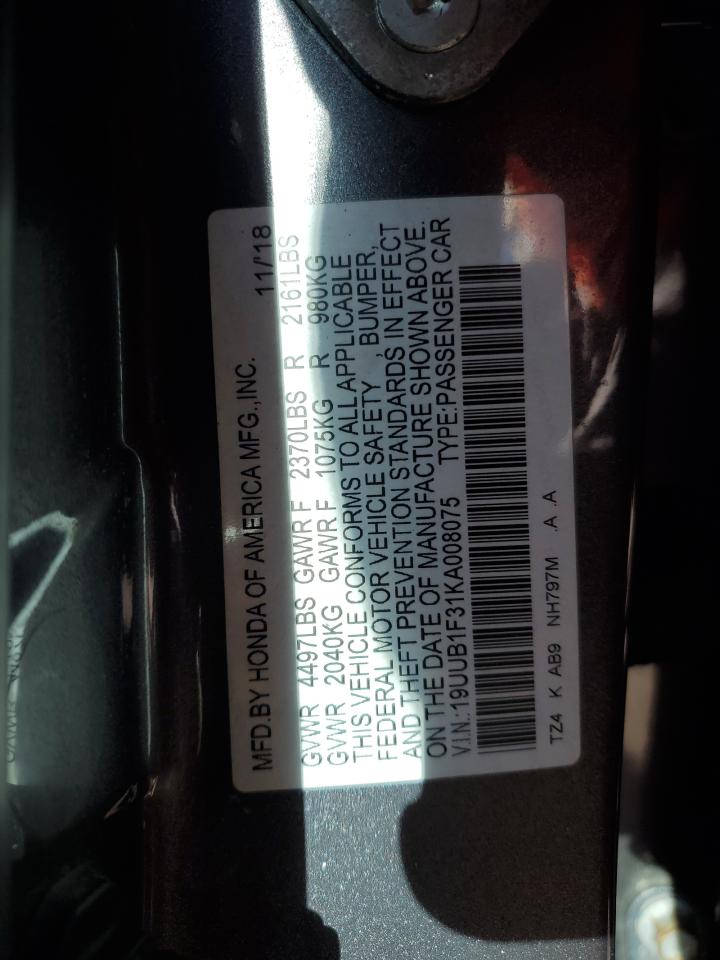 MFD.BY HONDA OF AMERICA MFG.,INC. 11/'18
GVWR 4497LBS GAWR F 2370LBS R 2161LBS
GVWR 2040KG GAWR F 1075KG R 980KG
THIS VEHICLE CONFORMS TO ALL APPLICABLE
FEDERAL MOTOR VEHICLE SAFETY , BUMPER,
AND THEFT PREVENTION STANDARDS IN EFFECT
ON THE DATE OF MANUFACTURE SHOWN ABOVE.
V.I.N.:19UUB1F31KA008075 TYPE:PASSENGER CAR
TZ4 K AB9 NH797M .A .A